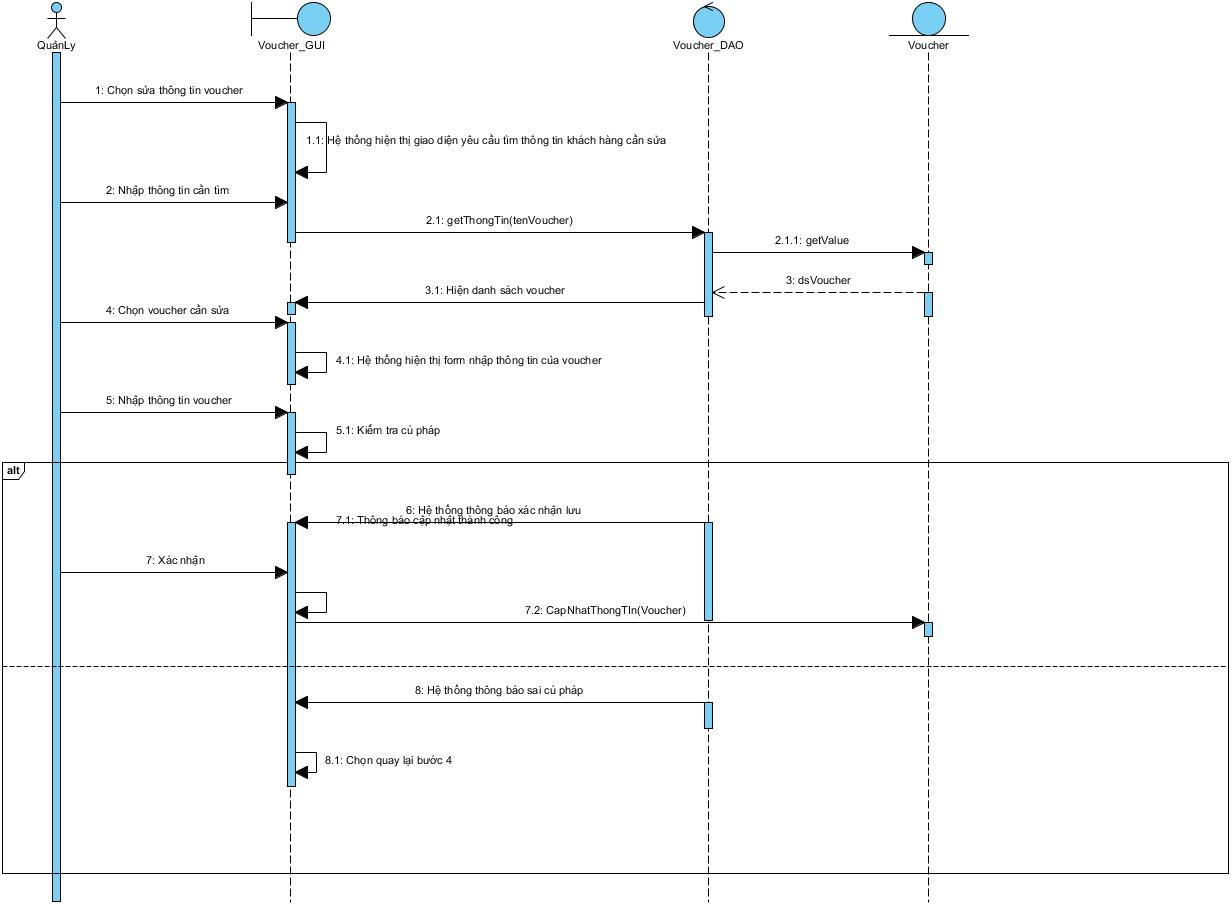 QuảnLy
Voucher_GUI
Voucher_DAO
Voucher
1: Chọn sửa thông tin voucher
1.1: Hệ thống hiện thị giao diện yêu cầu tìm thông tin khách hàng cần sửa
2: Nhập thông tin cần tìm
2.1: getThongTin(tenVoucher)
2.1.1: getValue
3: dsVoucher
3.1: Hiện danh sách voucher
4: Chọn voucher cần sửa
4.1: Hệ thống hiện thị form nhập thông tin của voucher
5: Nhập thông tin voucher
5.1: Kiểm tra cú pháp
alt
6: Hệ thống thông báo xác nhận lưu
7.1: Thông báo cập nhật thành công
7: Xác nhận
7.2: CapNhatThongTIn(Voucher)
8: Hệ thống thông báo sai cú pháp
8.1: Chọn quay lại bước 4